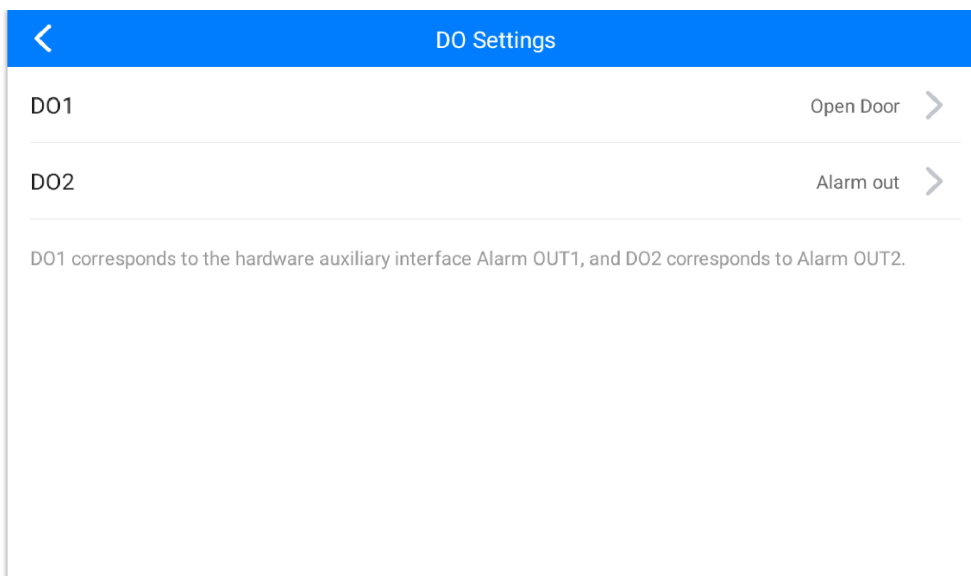 DO Settings
DO1
Open Door
DO2
Alarm out
DO1 corresponds to the hardware auxiliary interface Alarm OUT1, and DO2 corresponds to Alarm OUT2.